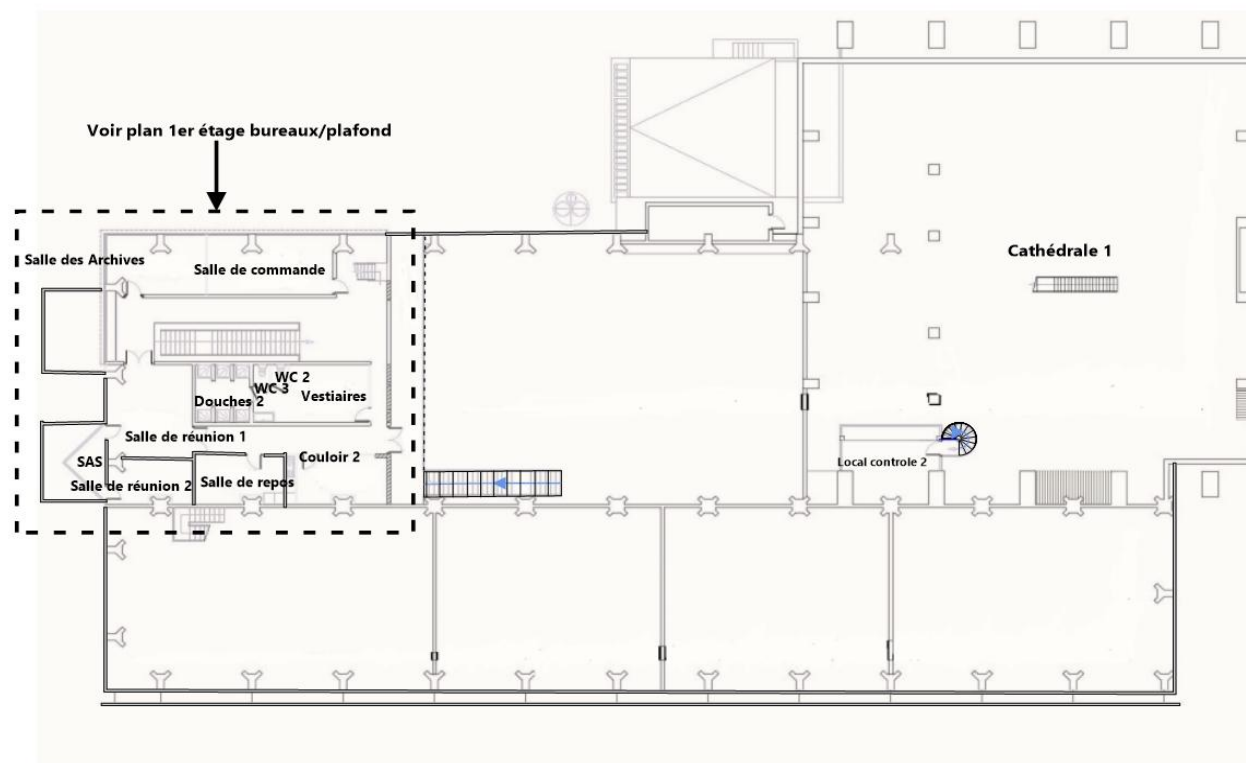 Voir plan 1er étage bureaux/plafond
Cathédrale 1
Salle des Archives
Salle de commande
WC 2
WC 3
Vestiaires
Douches 2
Salle de réunion 1
Couloir 2
SAS
Local controle 2
Salle de réunion 2
Salle de repos